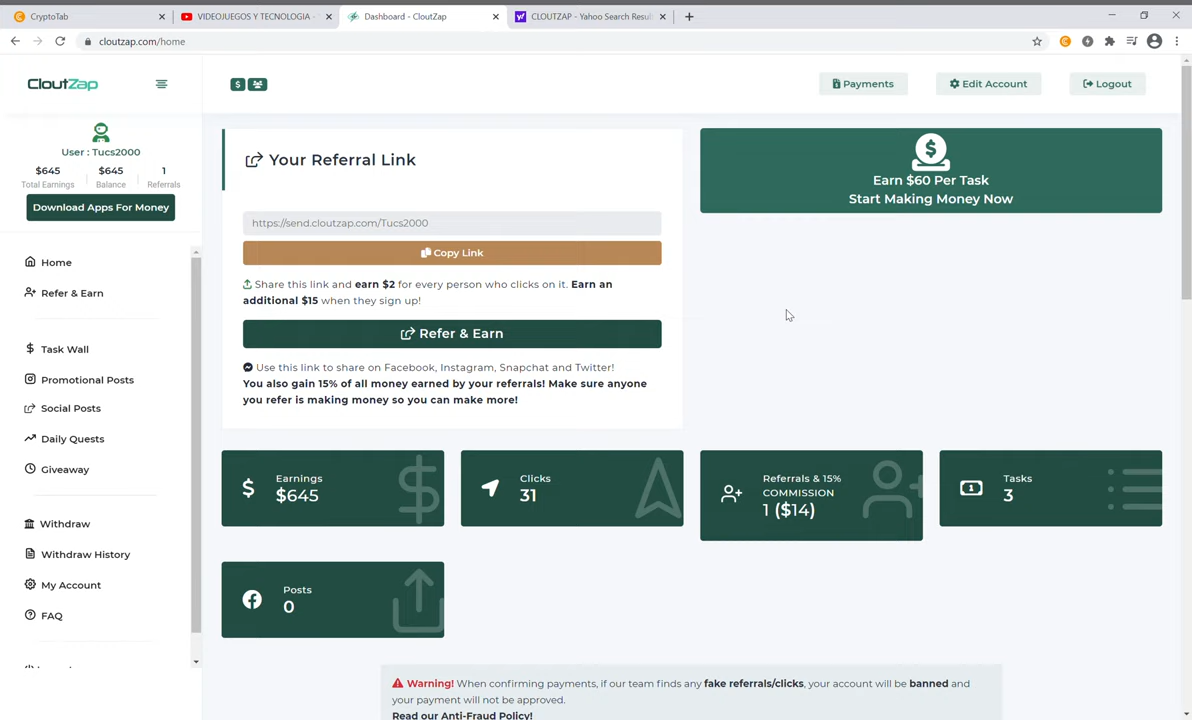 CryptoTab
VIDEOJUEGOS Y TECNOLOGIA -
Dashboard - CloutZap
CLOUTZAP - Yahoo Search Result
cloutzap.com/home
CloutZap
Payments
Edit Account
Logout
User : Tucs2000
$645
$645
1
Total Earnings
Balance
Referrals
Download Apps For Money
Home
Refer & Earn
Task Wall
Promotional Posts
Social Posts
Daily Quests
Giveaway
Withdraw
Withdraw History
My Account
FAQ
Your Referral Link
https://send.cloutzap.com/Tucs2000
Copy Link
Share this link and earn $2 for every person who clicks on it. Earn an
additional $15 when they sign up!
Refer & Earn
Use this link to share on Facebook, Instagram, Snapchat and Twitter!
You also gain 15% of all money earned by your referrals! Make sure anyone
you refer is making money so you can make more!
Earn $60 Per Task
Start Making Money Now
Earnings
$645
Clicks
31
Referrals & 15%
COMMISSION
1 ($14)
Tasks
3
Posts
0
Warning! When confirming payments, if our team finds any fake referrals/clicks, your account will be banned and
your payment will not be approved.
Read our Anti-Fraud Policy!